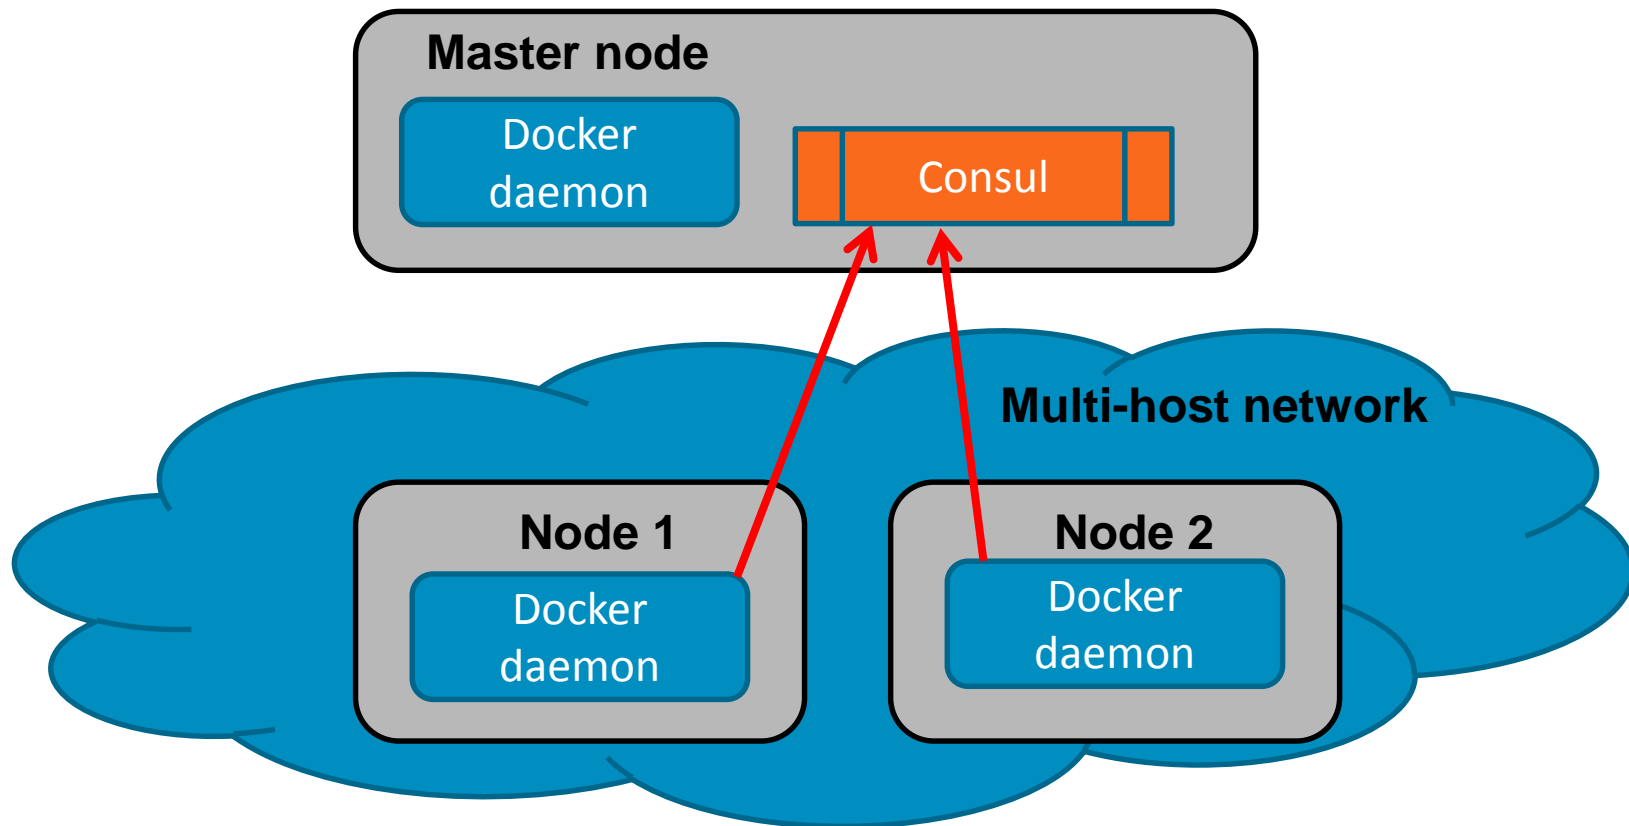 Master node
Docker
daemon
Consul
Multi-host network
Node 1
Docker
daemon
Node 2
Docker
daemon